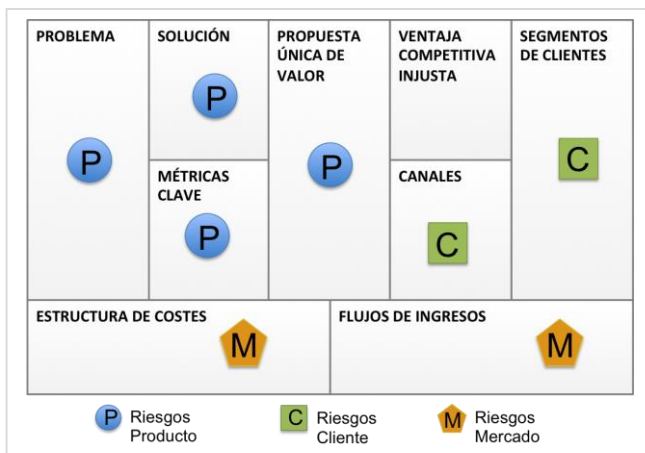 PROBLEMA
P
SOLUCIÓN
P
MÉTRICAS
CLAVE
P
PROPUESTA
ÚNICA DE
VALOR
P
VENTAJA
COMPETITIVA
INJUSTA
CANALES
C
SEGMENTOS
DE CLIENTES
C
ESTRUCTURA DE COSTES
M
FLUJOS DE INGRESOS
M
P Riesgos
Producto
C Riesgos
Cliente
M Riesgos
Mercado